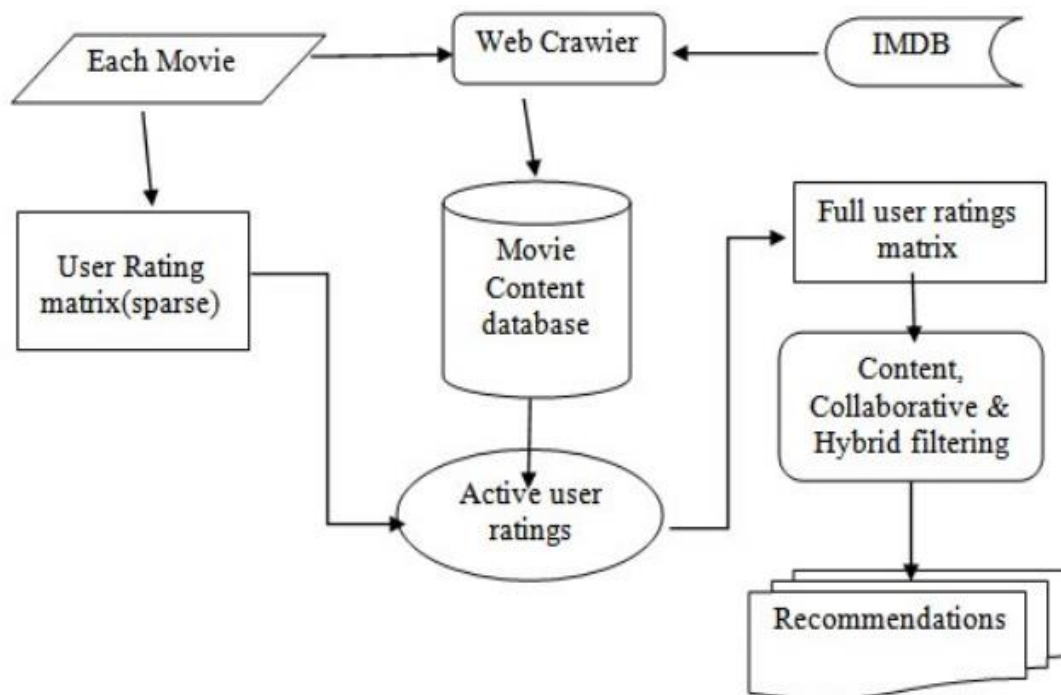 Each Movie
Web Crawier
IMDB
User Rating
matrix(sparse)
Movie
Content
database
Full user ratings
matrix
Content,
Collaborative &
Hybrid filtering
Active user
ratings
Recommendations